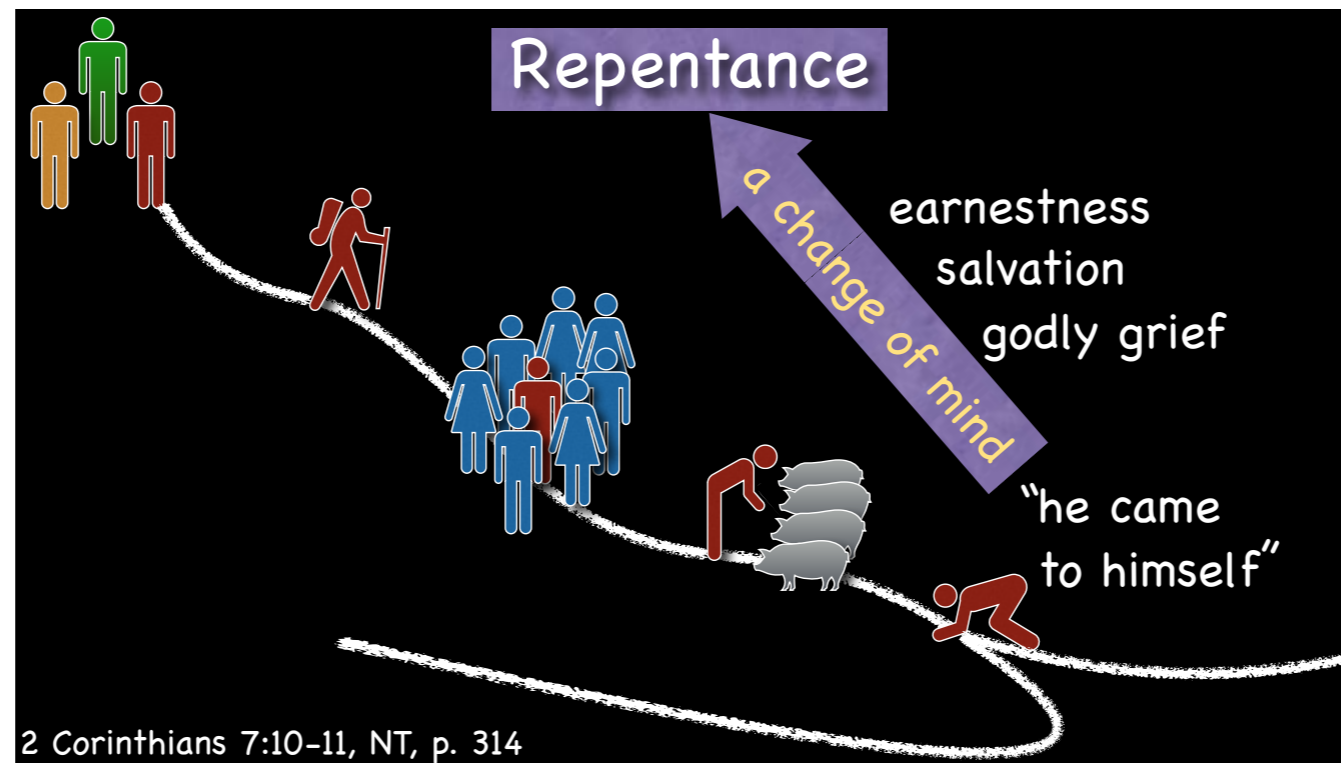 Repentance
a change of mind
earnestness
salvation
godly grief
"he came
to himself"
2 Corinthians 7:10-11, NT, p. 314